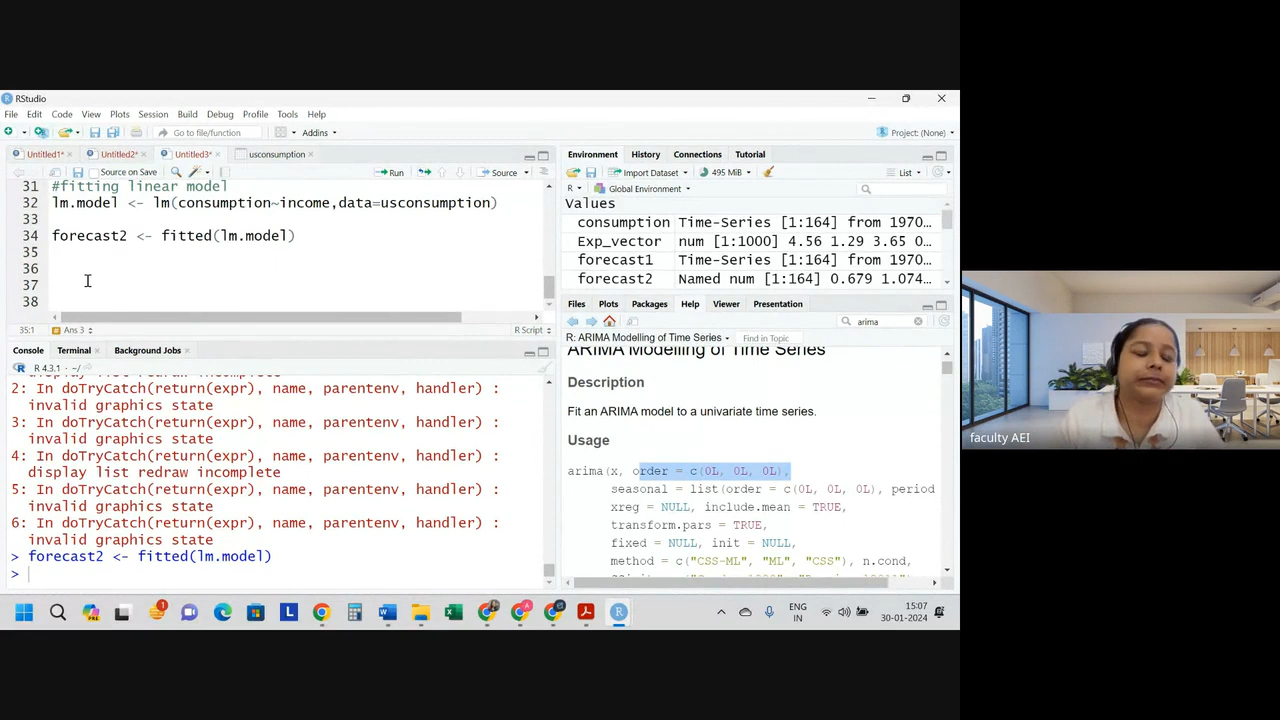 RStudio
File Edit Code View Plots Session Build Debug Profile Tools Help
Go to file/function Addins Project: (None)
Untitled1* Untitled2* Untitled3* usconsumption
Source on Save Run Source
31 #fitting linear model
32 lm.model <- lm(consumption~income,data=usconsumption)
33
34 forecast2 <- fitted(lm.model)
35
36
37
38
35:1 Ans 3 R Script
Console Terminal Background Jobs
R 4.3.1 · ~/
display list redraw incomplete
2: In doTryCatch(return(expr), name, parentenv, handler) :
invalid graphics state
3: In doTryCatch(return(expr), name, parentenv, handler) :
invalid graphics state
4: In doTryCatch(return(expr), name, parentenv, handler) :
display list redraw incomplete
5: In doTryCatch(return(expr), name, parentenv, handler) :
invalid graphics state
6: In doTryCatch(return(expr), name, parentenv, handler) :
invalid graphics state
> forecast2 <- fitted(lm.model)
>
Environment History Connections Tutorial
Import Dataset 495 MiB List
R Global Environment
Values
consumption Time-Series [1:164] from 1970…
Exp_vector num [1:1000] 4.56 1.29 3.65 0…
forecast1 Time-Series [1:164] from 1970…
forecast2 Named num [1:164] 0.679 1.074…
Files Plots Packages Help Viewer Presentation
arima
R: ARIMA Modelling of Time Series Find in Topic
ARIMA Modelling of Time Series
Description
Fit an ARIMA model to a univariate time series.
Usage
arima(x, order = c(0L, 0L, 0L),
seasonal = list(order = c(0L, 0L, 0L), period
xreg = NULL, include.mean = TRUE,
transform.pars = TRUE,
fixed = NULL, init = NULL,
method = c("CSS-ML", "ML", "CSS"), n.cond,
faculty AEI
ENG
IN
15:07
30-01-2024